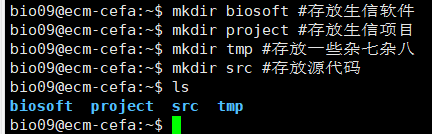 bio09@ecm-cefa:~$ mkdir biosoft #存放生信软件
bio09@ecm-cefa:~$ mkdir project #存放生信项目
bio09@ecm-cefa:~$ mkdir tmp #存放一些杂七杂八
bio09@ecm-cefa:~$ mkdir src #存放源代码
bio09@ecm-cefa:~$ ls
biosoft  project  src  tmp
bio09@ecm-cefa:~$